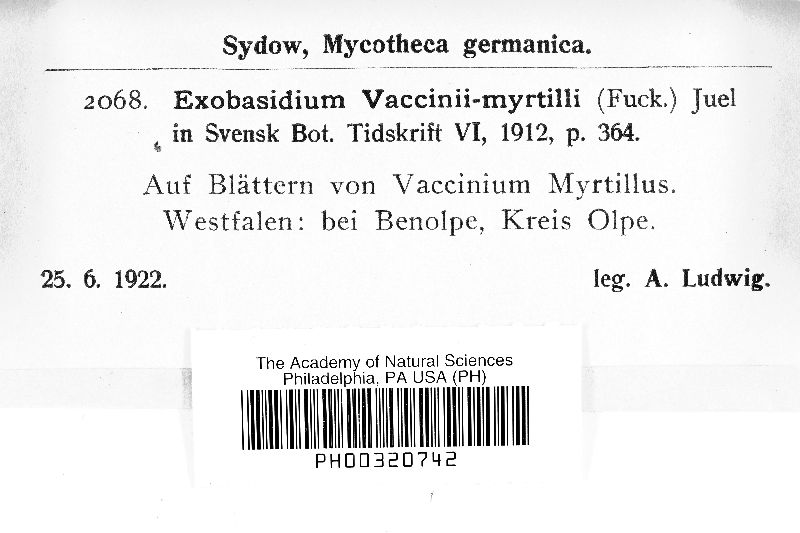 Sydow, Mycotheca germanica.
2068. Exobasidium Vaccinii-myrtilli (Fuck.) Juel
in Svensk Bot. Tidskrift VI, 1912, p. 364.
Auf Blättern von Vaccinium Myrtillus.
Westfalen: bei Benolpe, Kreis Olpe.
25. 6. 1922. leg. A. Ludwig.
The Academy of Natural Sciences
Philadelphia, PA USA (PH)
PH00320742